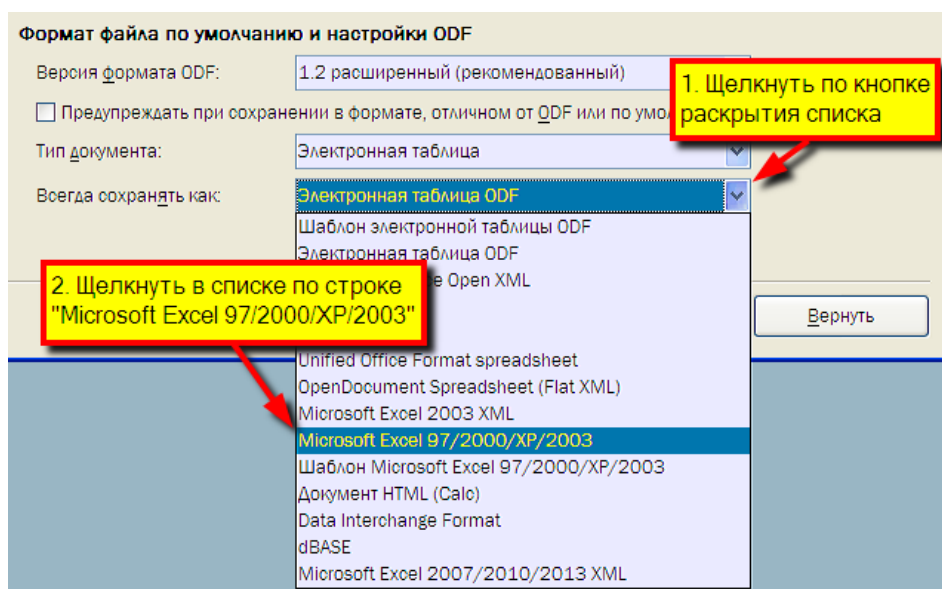 Формат файла по умолчанию и настройки ODF
Версия формата ODF:
1.2 расширенный (рекомендованный)
1. Щелкнуть по кнопке
раскрытия списка
Предупреждать при сохранении в формате, отличном от ODF или по
Тип документа:
Электронная таблица
Всегда сохранять как:
Электронная таблица ODF
Шаблон электронной таблицы ODF
Электронная таблица ODF
Open XML
2. Щелкнуть в списке по строке
"Microsoft Excel 97/2000/XP/2003"
Вернуть
Unified Office Format spreadsheet
OpenDocument Spreadsheet (Flat XML)
Microsoft Excel 2003 XML
Microsoft Excel 97/2000/XP/2003
Шаблон Microsoft Excel 97/2000/XP/2003
Документ HTML (Calc)
Data Interchange Format
dBASE
Microsoft Excel 2007/2010/2013 XML